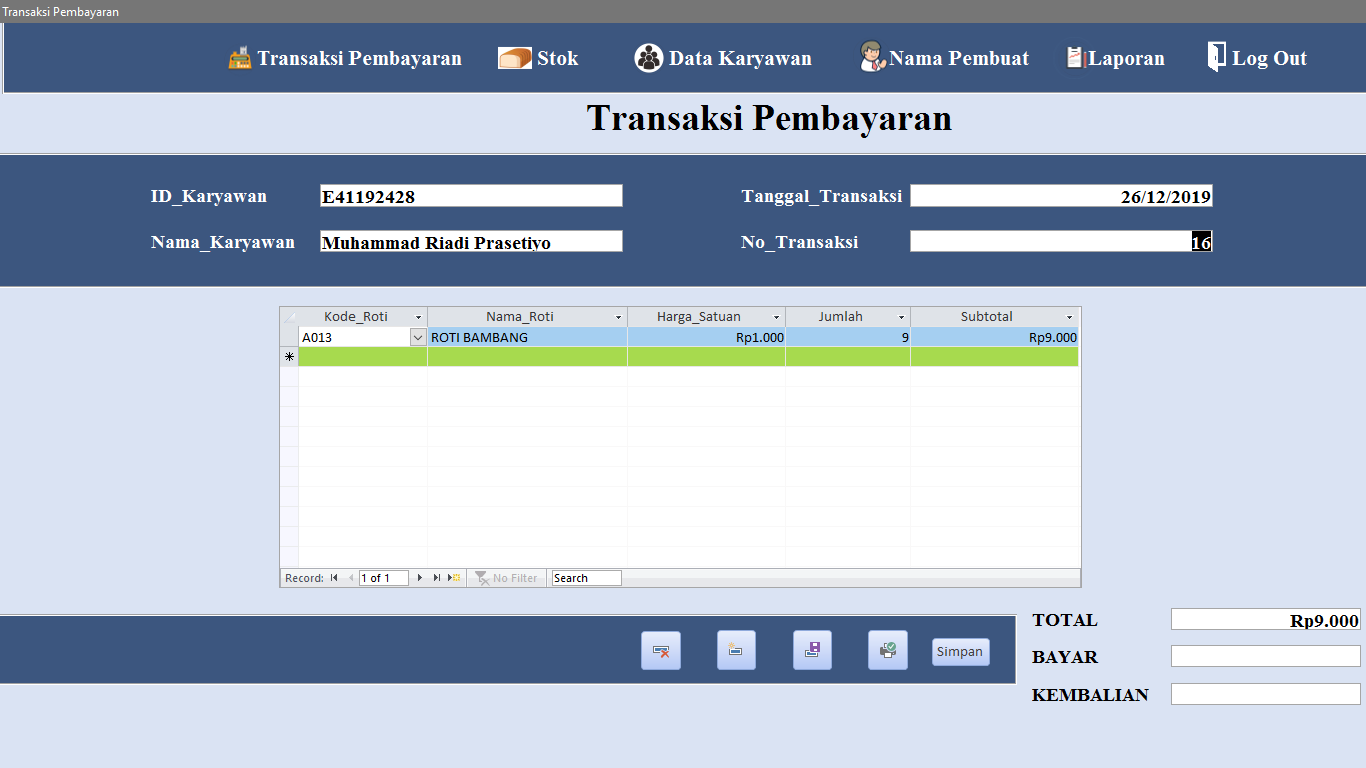 Transaksi Pembayaran
Transaksi Pembayaran Stok Data Karyawan Nama Pembuat Laporan Log Out
Transaksi Pembayaran
ID_Karyawan E41192428 Tanggal_Transaksi 26/12/2019
Nama_Karyawan Muhammad Riadi Prasetiyo No_Transaksi 16
Kode_Roti Nama_Roti Harga_Satuan Jumlah Subtotal
A013 ROTI BAMBANG Rp1.000 9 Rp9.000
Record: 1 of 1 No Filter Search
TOTAL Rp9.000
Simpan
BAYAR
KEMBALIAN